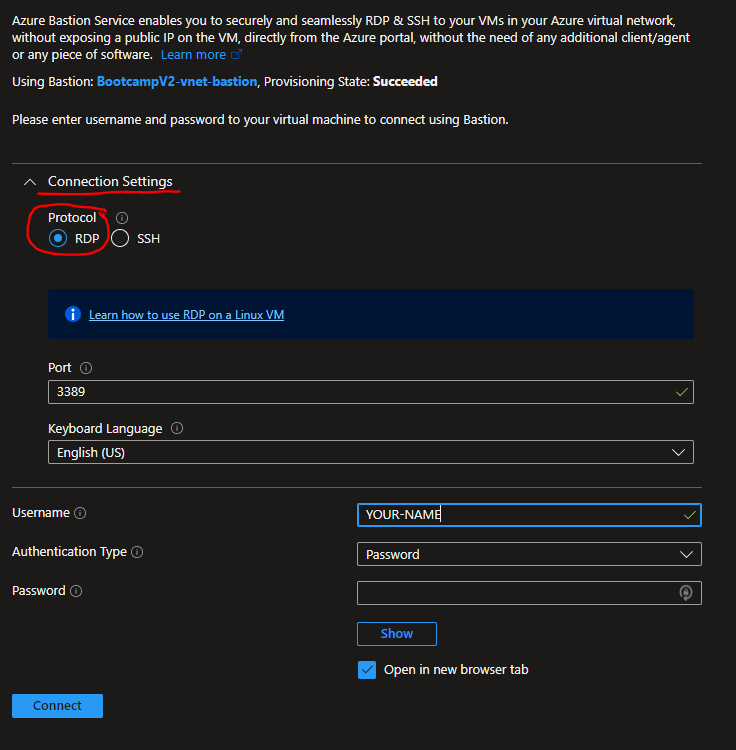 Azure Bastion Service enables you to securely and seamlessly RDP & SSH to your VMs in your Azure virtual network,
without exposing a public IP on the VM, directly from the Azure portal, without the need of any additional client/agent
or any piece of software. Learn more
Using Bastion: BootcampV2-vnet-bastion, Provisioning State: Succeeded
Please enter username and password to your virtual machine to connect using Bastion.
Connection Settings
Protocol
RDP SSH
Learn how to use RDP on a Linux VM
Port
3389
Keyboard Language
English (US)
Username YOUR-NAME
Authentication Type Password
Password
Show
Open in new browser tab
Connect